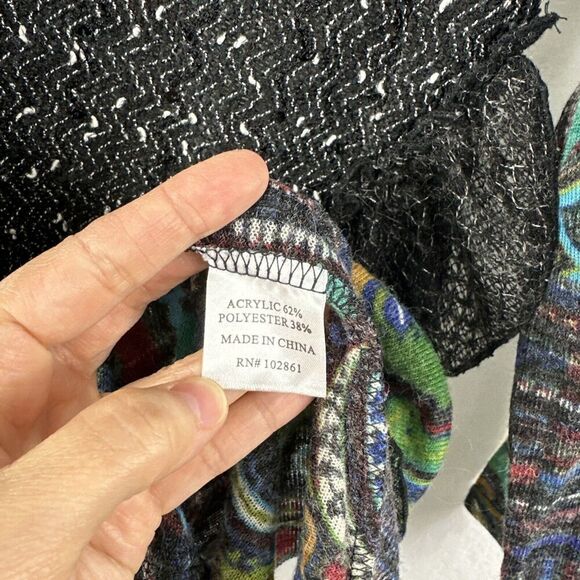 ACRYLIC 62%
POLYESTER 38%
MADE IN CHINA
RN# 102861